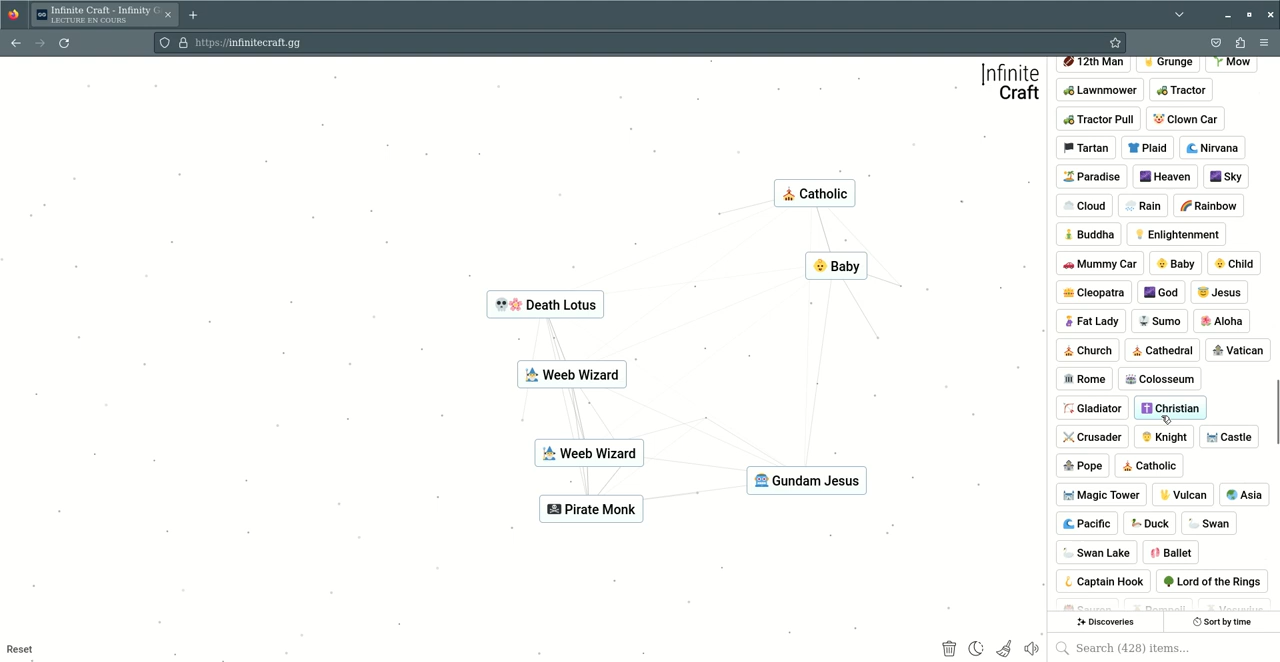 Infinite Craft - Infinity G
LECTURE EN COURS
https://infinitecraft.gg
Infinite
Craft
Catholic
Baby
Death Lotus
Weeb Wizard
Weeb Wizard
Gundam Jesus
Pirate Monk
12th Man Grunge Mow
Lawnmower Tractor
Tractor Pull Clown Car
Tartan Plaid Nirvana
Paradise Heaven Sky
Cloud Rain Rainbow
Buddha Enlightenment
Mummy Car Baby Child
Cleopatra God Jesus
Fat Lady Sumo Aloha
Church Cathedral Vatican
Rome Colosseum
Gladiator Christian
Crusader Knight Castle
Pope Catholic
Magic Tower Vulcan Asia
Pacific Duck Swan
Swan Lake Ballet
Captain Hook Lord of the Rings
Sauron Pompeii Vesuvius
Discoveries Sort by time
Search (428) items...
Reset